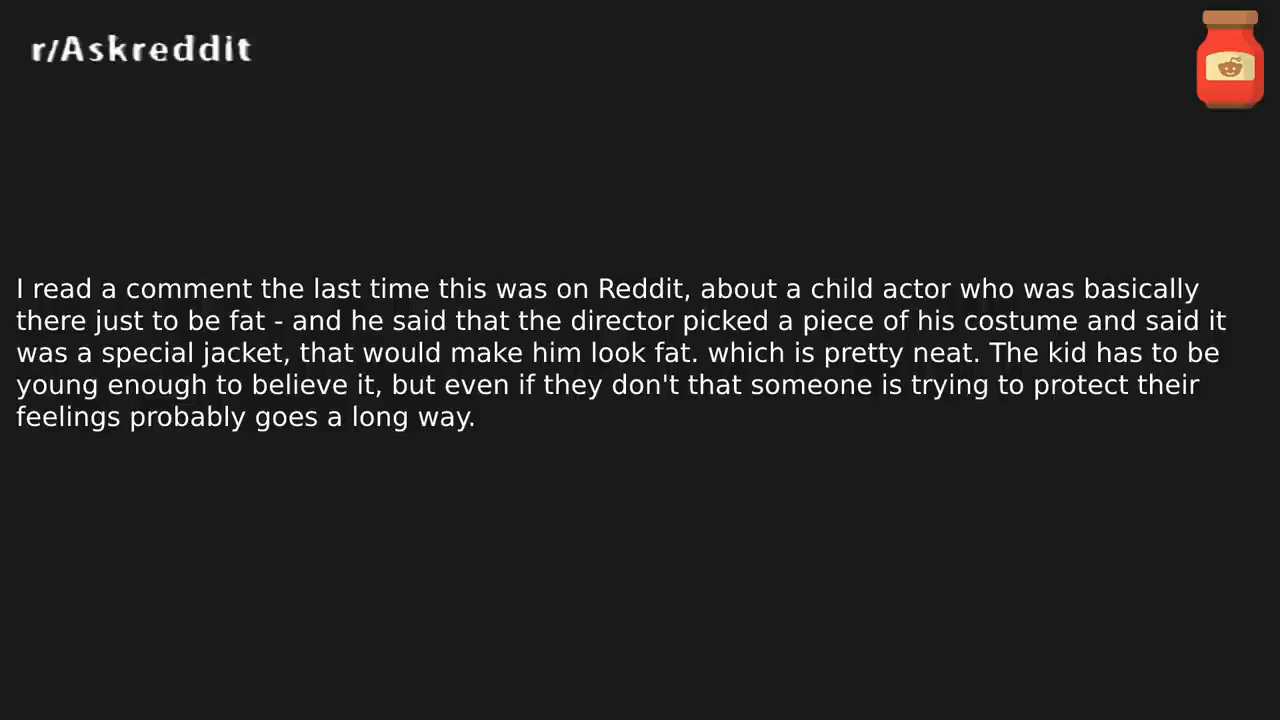 r/Askreddit
I read a comment the last time this was on Reddit, about a child actor who was basically
there just to be fat - and he said that the director picked a piece of his costume and said it
was a special jacket, that would make him look fat. which is pretty neat. The kid has to be
young enough to believe it, but even if they don't that someone is trying to protect their
feelings probably goes a long way.